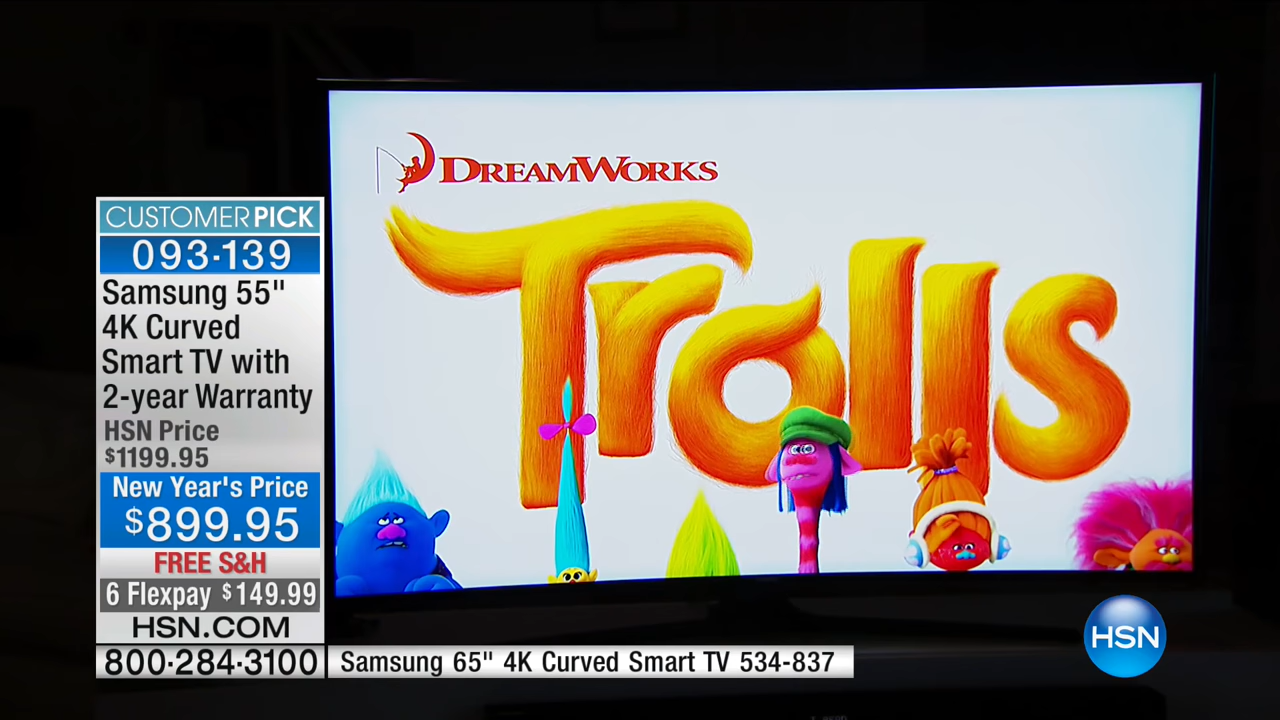 DREAMWORKS
Trolls
CUSTOMER PICK
093·139
Samsung 55"
4K Curved
Smart TV with
2-year Warranty
HSN Price
$1199.95
New Year's Price
$899.95
FREE S&H
6 Flexpay $149.99
HSN.COM
800·284·3100
Samsung 65" 4K Curved Smart TV 534-837
HSN